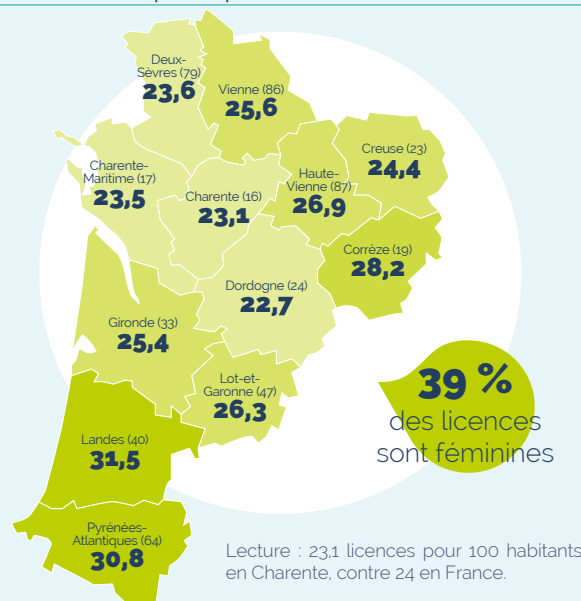 Deux-
Sèvres (79)
23,6
Vienne (86)
25,6
Creuse (23)
24,4
Charente-
Maritime (17)
23,5
Charente (16)
23,1
Haute-
Vienne (87)
26,9
Corrèze (19)
28,2
Dordogne (24)
22,7
Gironde (33)
25,4
Lot-et-
Garonne (47)
26,3
39 %
des licences
sont féminines
Landes (40)
31,5
Pyrénées-
Atlantiques (64)
30,8
Lecture : 23,1 licences pour 100 habitants
en Charente, contre 24 en France.